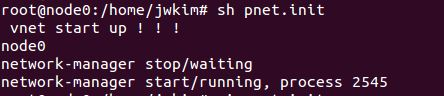 root@node0:/home/jwkim# sh pnet.init
vnet start up ! ! !
node0
network-manager stop/waiting
network-manager start/running, process 2545